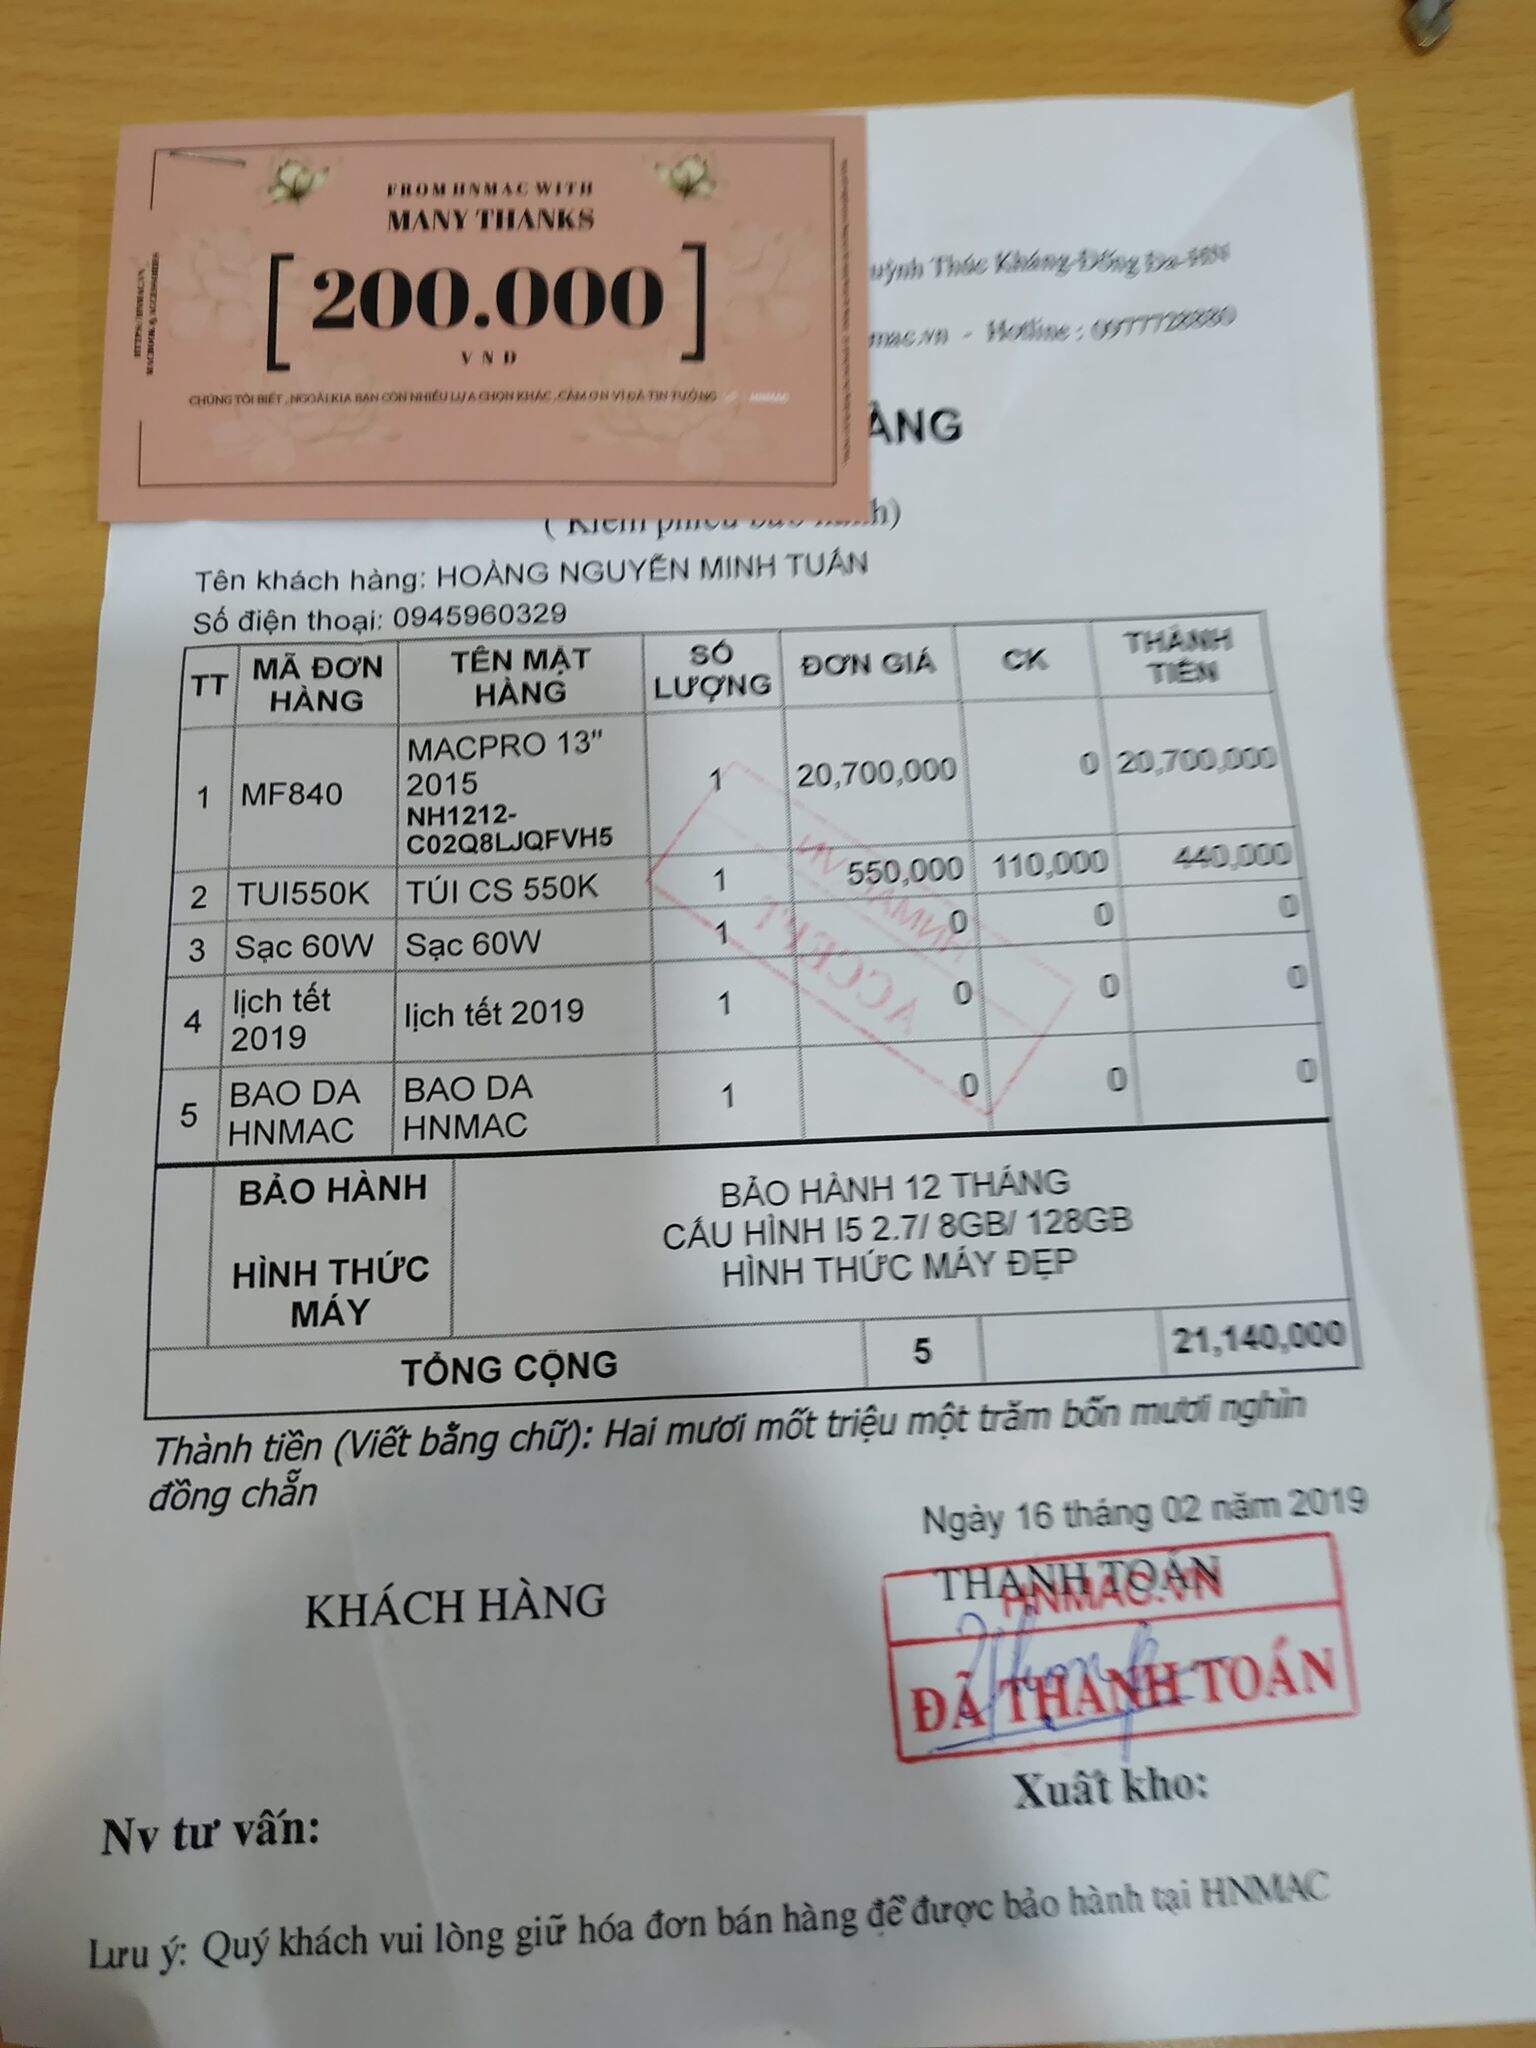 FROM HNMAC WITH
MANY THANKS
[ 200.000 ]
VND
CHÚNG TÔI BIẾT , NGOÀI KIA BẠN CÒN NHIỀU LỰA CHỌN KHÁC , CẢM ƠN VÌ ĐÃ TIN TƯỞNG HNMAC
Thúc Kháng-Đống Đa-HN
mac.vn - Hotline : 0977728880
ÀNG
( Kiêm phiếu bảo hành)
Tên khách hàng: HOÀNG NGUYỄN MINH TUẤN
Số điện thoại: 0945960329
TT MÃ ĐƠN HÀNG TÊN MẶT HÀNG SỐ LƯỢNG ĐƠN GIÁ CK THÀNH TIỀN
1 MF840 MACPRO 13" 2015 NH1212-C02Q8LJQFVH5 1 20,700,000 0 20,700,000
2 TUI550K TÚI CS 550K 1 550,000 110,000 440,000
3 Sạc 60W Sạc 60W 1 0 0 0
4 lịch tết 2019 lịch tết 2019 1 0 0 0
5 BAO DA HNMAC BAO DA HNMAC 1 0 0 0
HNMAC.VN
ACCEPT
BẢO HÀNH
HÌNH THỨC MÁY
BẢO HÀNH 12 THÁNG
CẤU HÌNH I5 2.7/ 8GB/ 128GB
HÌNH THỨC MÁY ĐẸP
TỔNG CỘNG 5 21,140,000
Thành tiền (Viết bằng chữ): Hai mươi mốt triệu một trăm bốn mươi nghìn
đồng chẵn
Ngày 16 tháng 02 năm 2019
KHÁCH HÀNG
THANH TOÁN
HNMAC.VN
ĐÃ THANH TOÁN
Xuất kho:
Nv tư vấn:
Lưu ý: Quý khách vui lòng giữ hóa đơn bán hàng để được bảo hành tại HNMAC